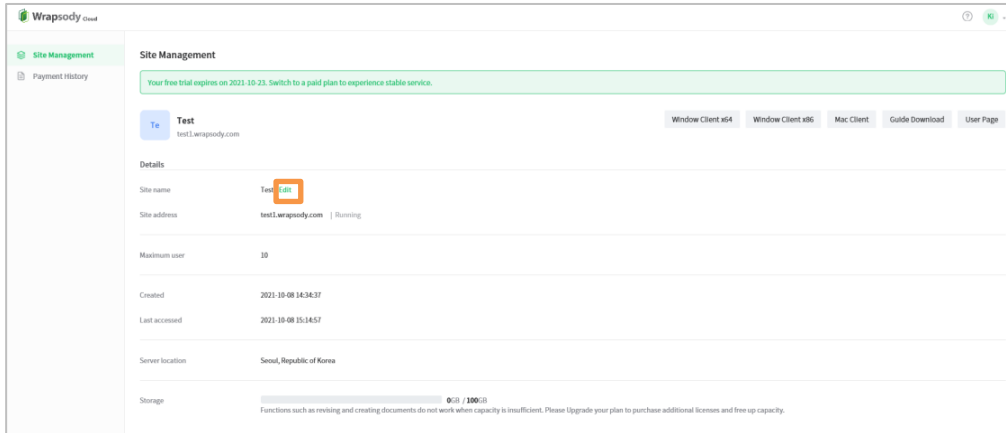 Wrapsody Cloud
Ki
Site Management
Payment History
Site Management
Your free trial expires on 2021-10-23. Switch to a paid plan to experience stable service.
Te
Test
test1.wrapsody.com
Window Client x64 Window Client x86 Mac Client Guide Download User Page
Details
Site name Test Edit
Site address test1.wrapsody.com | Running
Maximum user 10
Created 2021-10-08 14:34:37
Last accessed 2021-10-08 15:14:57
Server location Seoul, Republic of Korea
Storage 0GB / 100GB
Functions such as revising and creating documents do not work when capacity is insufficient. Please Upgrade your plan to purchase additional licenses and free up capacity.